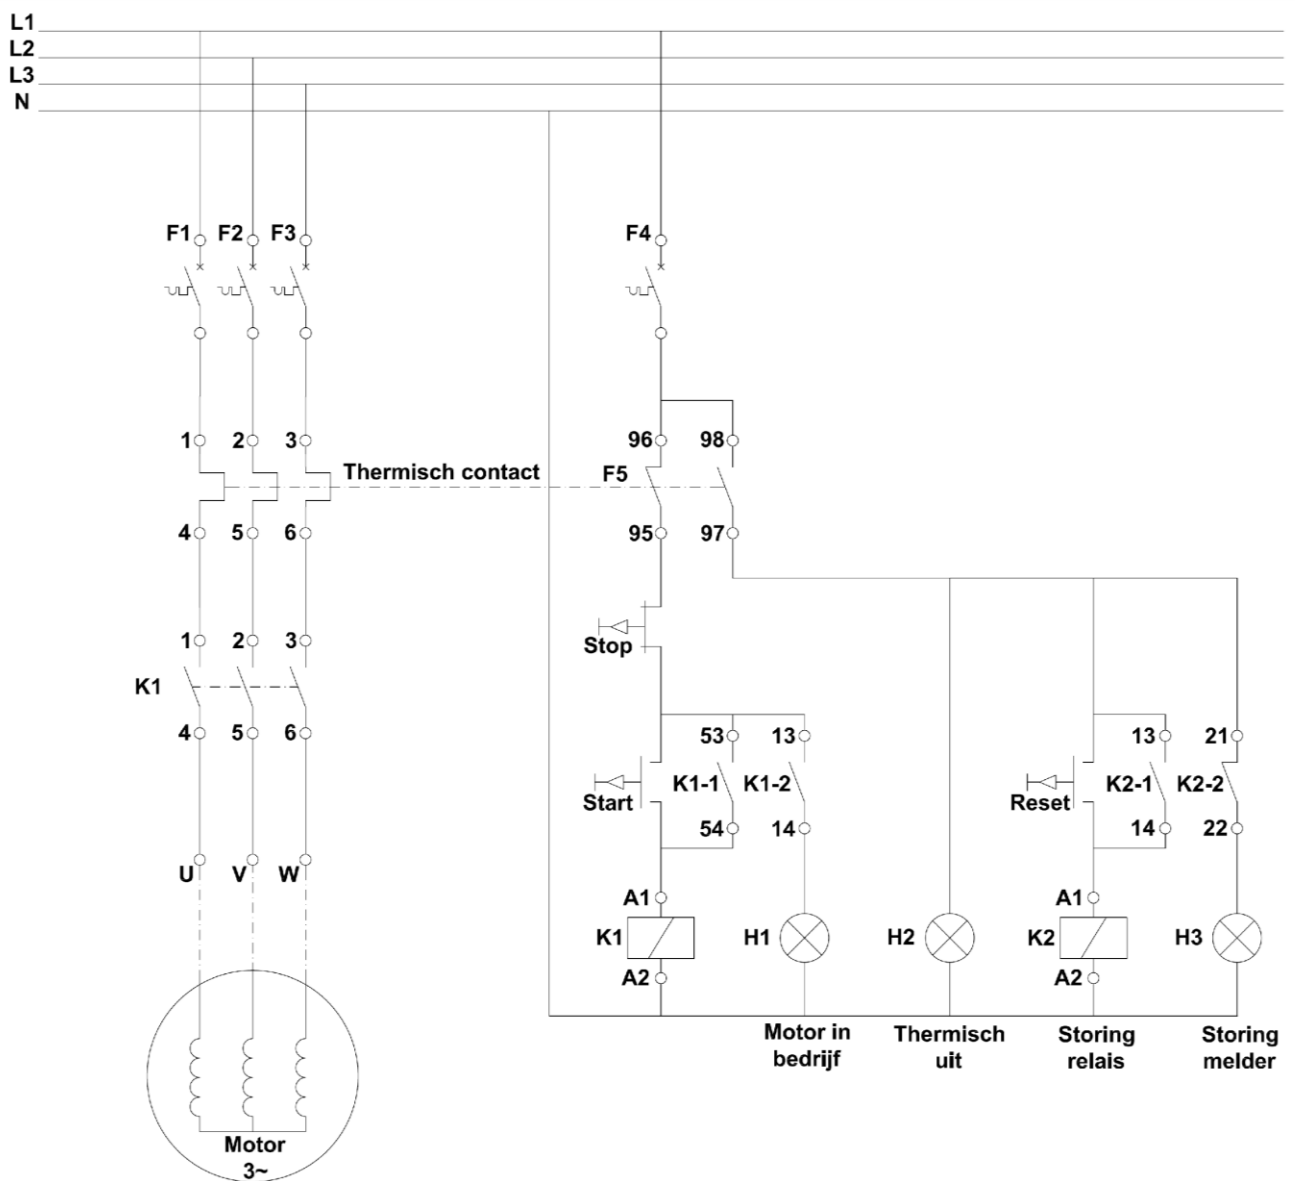 L1
L2
L3
N
F1 F2 F3 F4
1 2 3 96 98
Thermisch contact F5
4 5 6 95 97
Stop
1 2 3
K1
4 5 6
53 13 13 21
K1-1 K1-2 K2-1 K2-2
Start Reset
54 14 14 22
U V W
A1 A1
K1 H1 H2 K2 H3
A2 A2
Motor in
bedrijf
Thermisch
uit
Storing
relais
Storing
melder
Motor
3~